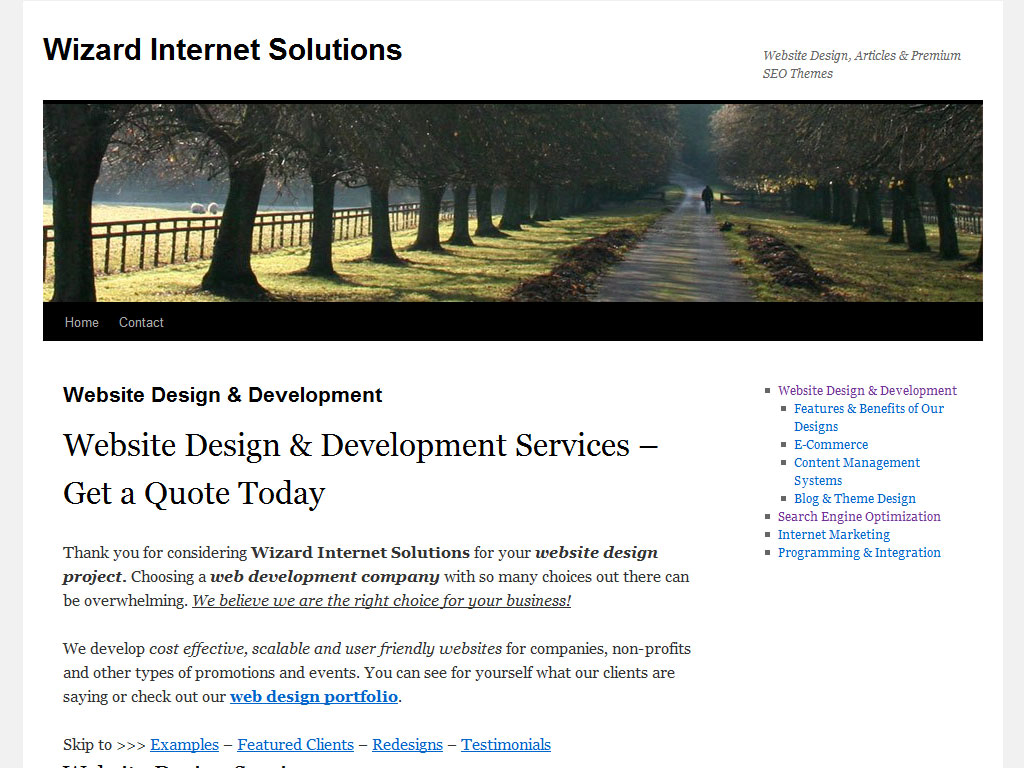 Wizard Internet Solutions
Website Design, Articles & Premium
SEO Themes
Home
Contact
Website Design & Development
Website Design & Development Services –
Get a Quote Today
Thank you for considering Wizard Internet Solutions for your website design
project. Choosing a web development company with so many choices out there can
be overwhelming. We believe we are the right choice for your business!
We develop cost effective, scalable and user friendly websites for companies, non-profits
and other types of promotions and events. You can see for yourself what our clients are
saying or check out our web design portfolio.
Skip to >>> Examples – Featured Clients – Redesigns – Testimonials
Website Design & Development
Features & Benefits of Our
Designs
E-Commerce
Content Management
Systems
Blog & Theme Design
Search Engine Optimization
Internet Marketing
Programming & Integration